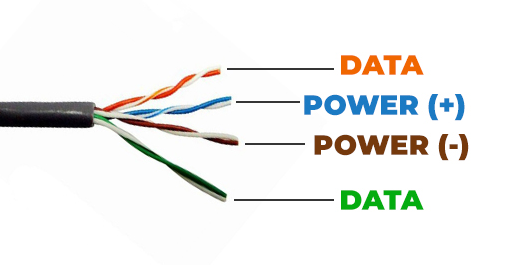 DATA
POWER (+)
POWER (-)
DATA